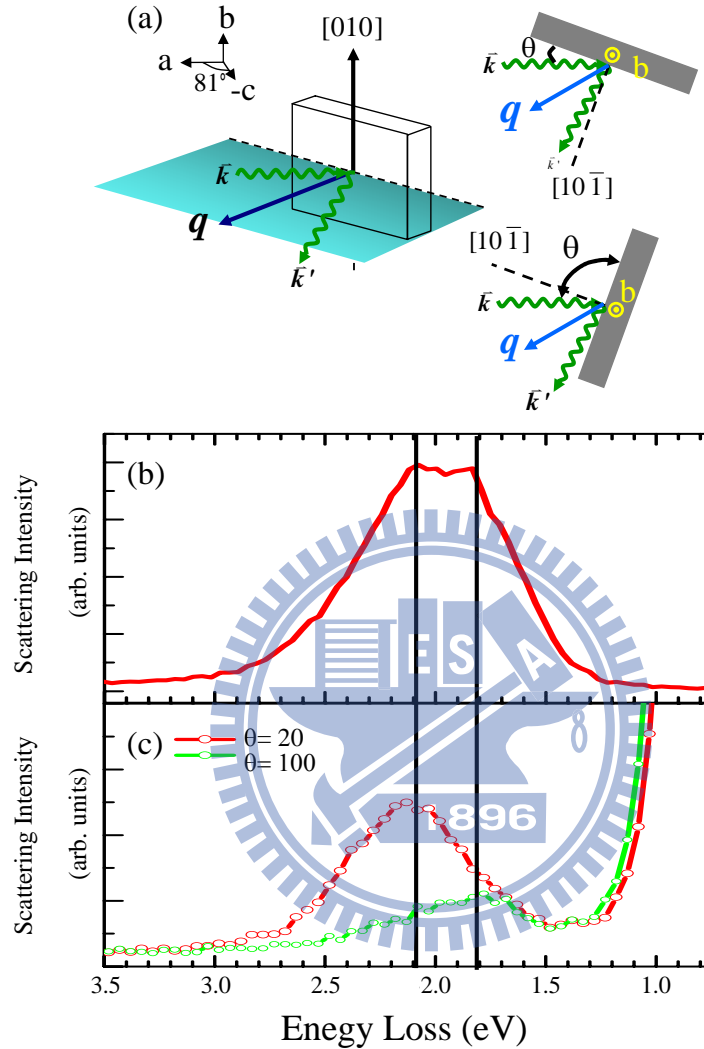 (a)
b
a
81°
-c
[010]
k
q
k'
θ
k
b
q
k'
[10 1̅]
[10 1̅]
θ
k
b
q
k'
(b)
Scattering Intensity
(arb. units)
E S A
1896
(c)
θ= 20
θ= 100
Scattering Intensity
(arb. units)
3.5 3.0 2.5 2.0 1.5 1.0
Enegy Loss (eV)